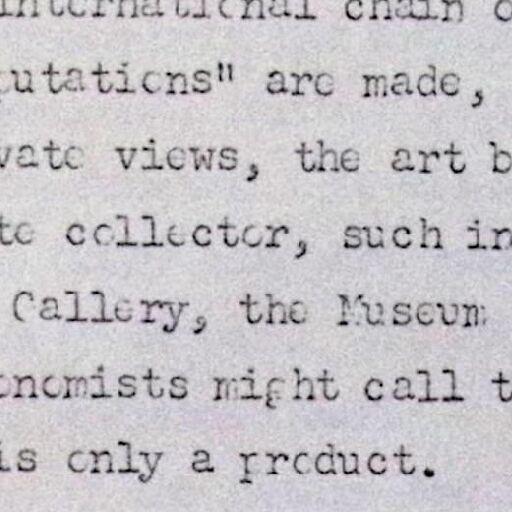 international chain o
utations" are made,
vate views, the art b
te collector, such in
Gallery, the Museum
onomists might call t
is only a product.